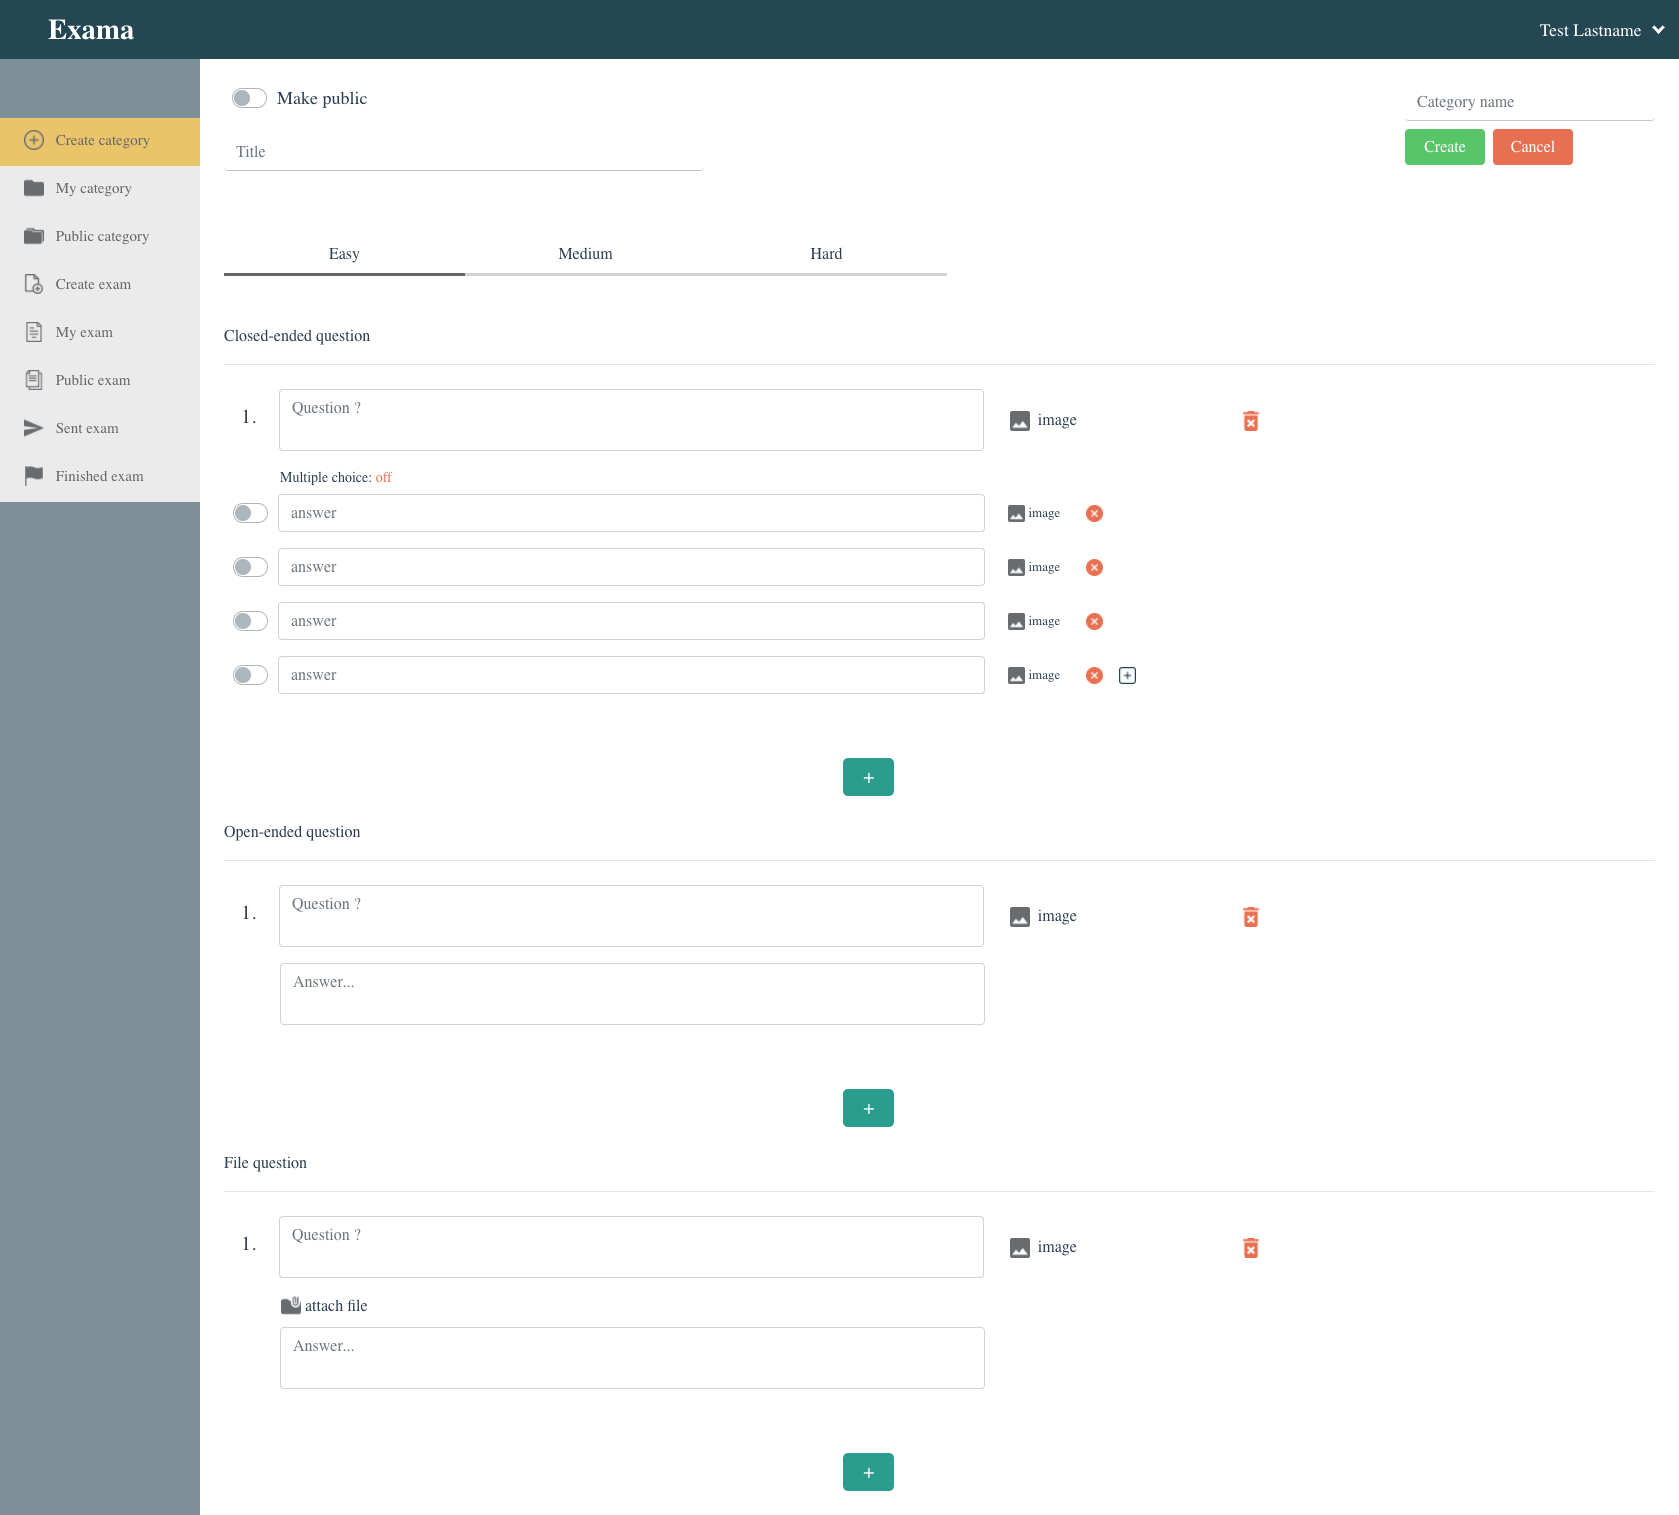 Exama
Test Lastname
Create category
My category
Public category
Create exam
My exam
Public exam
Sent exam
Finished exam
Make public
Title
Category name
Create
Cancel
Easy
Medium
Hard
Closed-ended question
1.
Question ?
image
Multiple choice: off
answer
image
answer
image
answer
image
answer
image
+
Open-ended question
1.
Question ?
image
Answer...
+
File question
1.
Question ?
image
attach file
Answer...
+